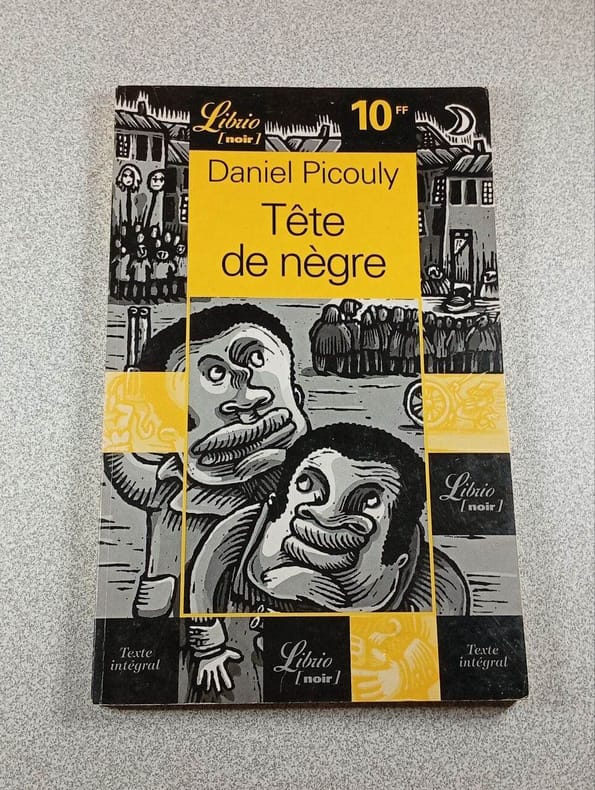 Librio
[noir]
10 FF
Daniel Picouly
Tête
de nègre
Librio
[noir]
Texte
intégral
Librio
[noir]
Texte
intégral